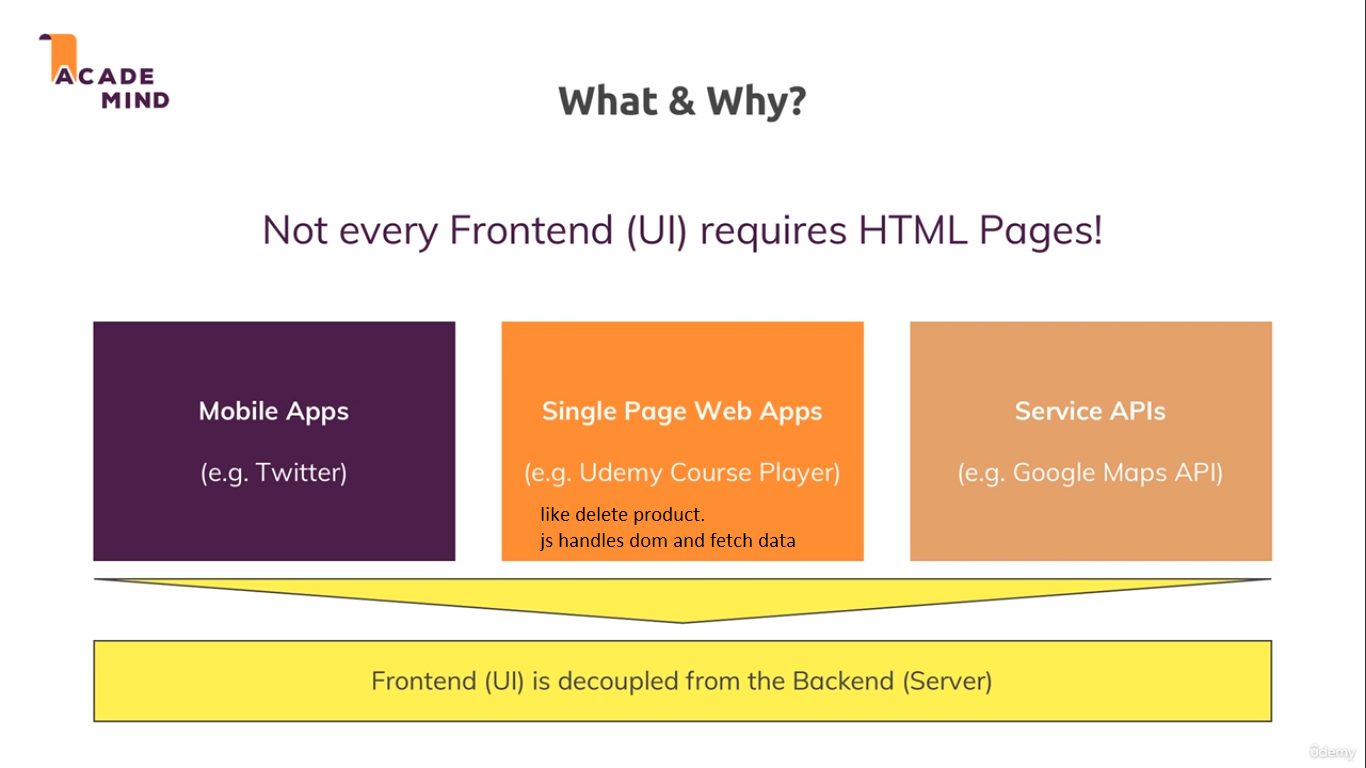 ACADE
MIND
What & Why?
Not every Frontend (UI) requires HTML Pages!
Mobile Apps
(e.g. Twitter)
Single Page Web Apps
(e.g. Udemy Course Player)
like delete product.
js handles dom and fetch data
Service APIs
(e.g. Google Maps API)
Frontend (UI) is decoupled from the Backend (Server)
ûdemy